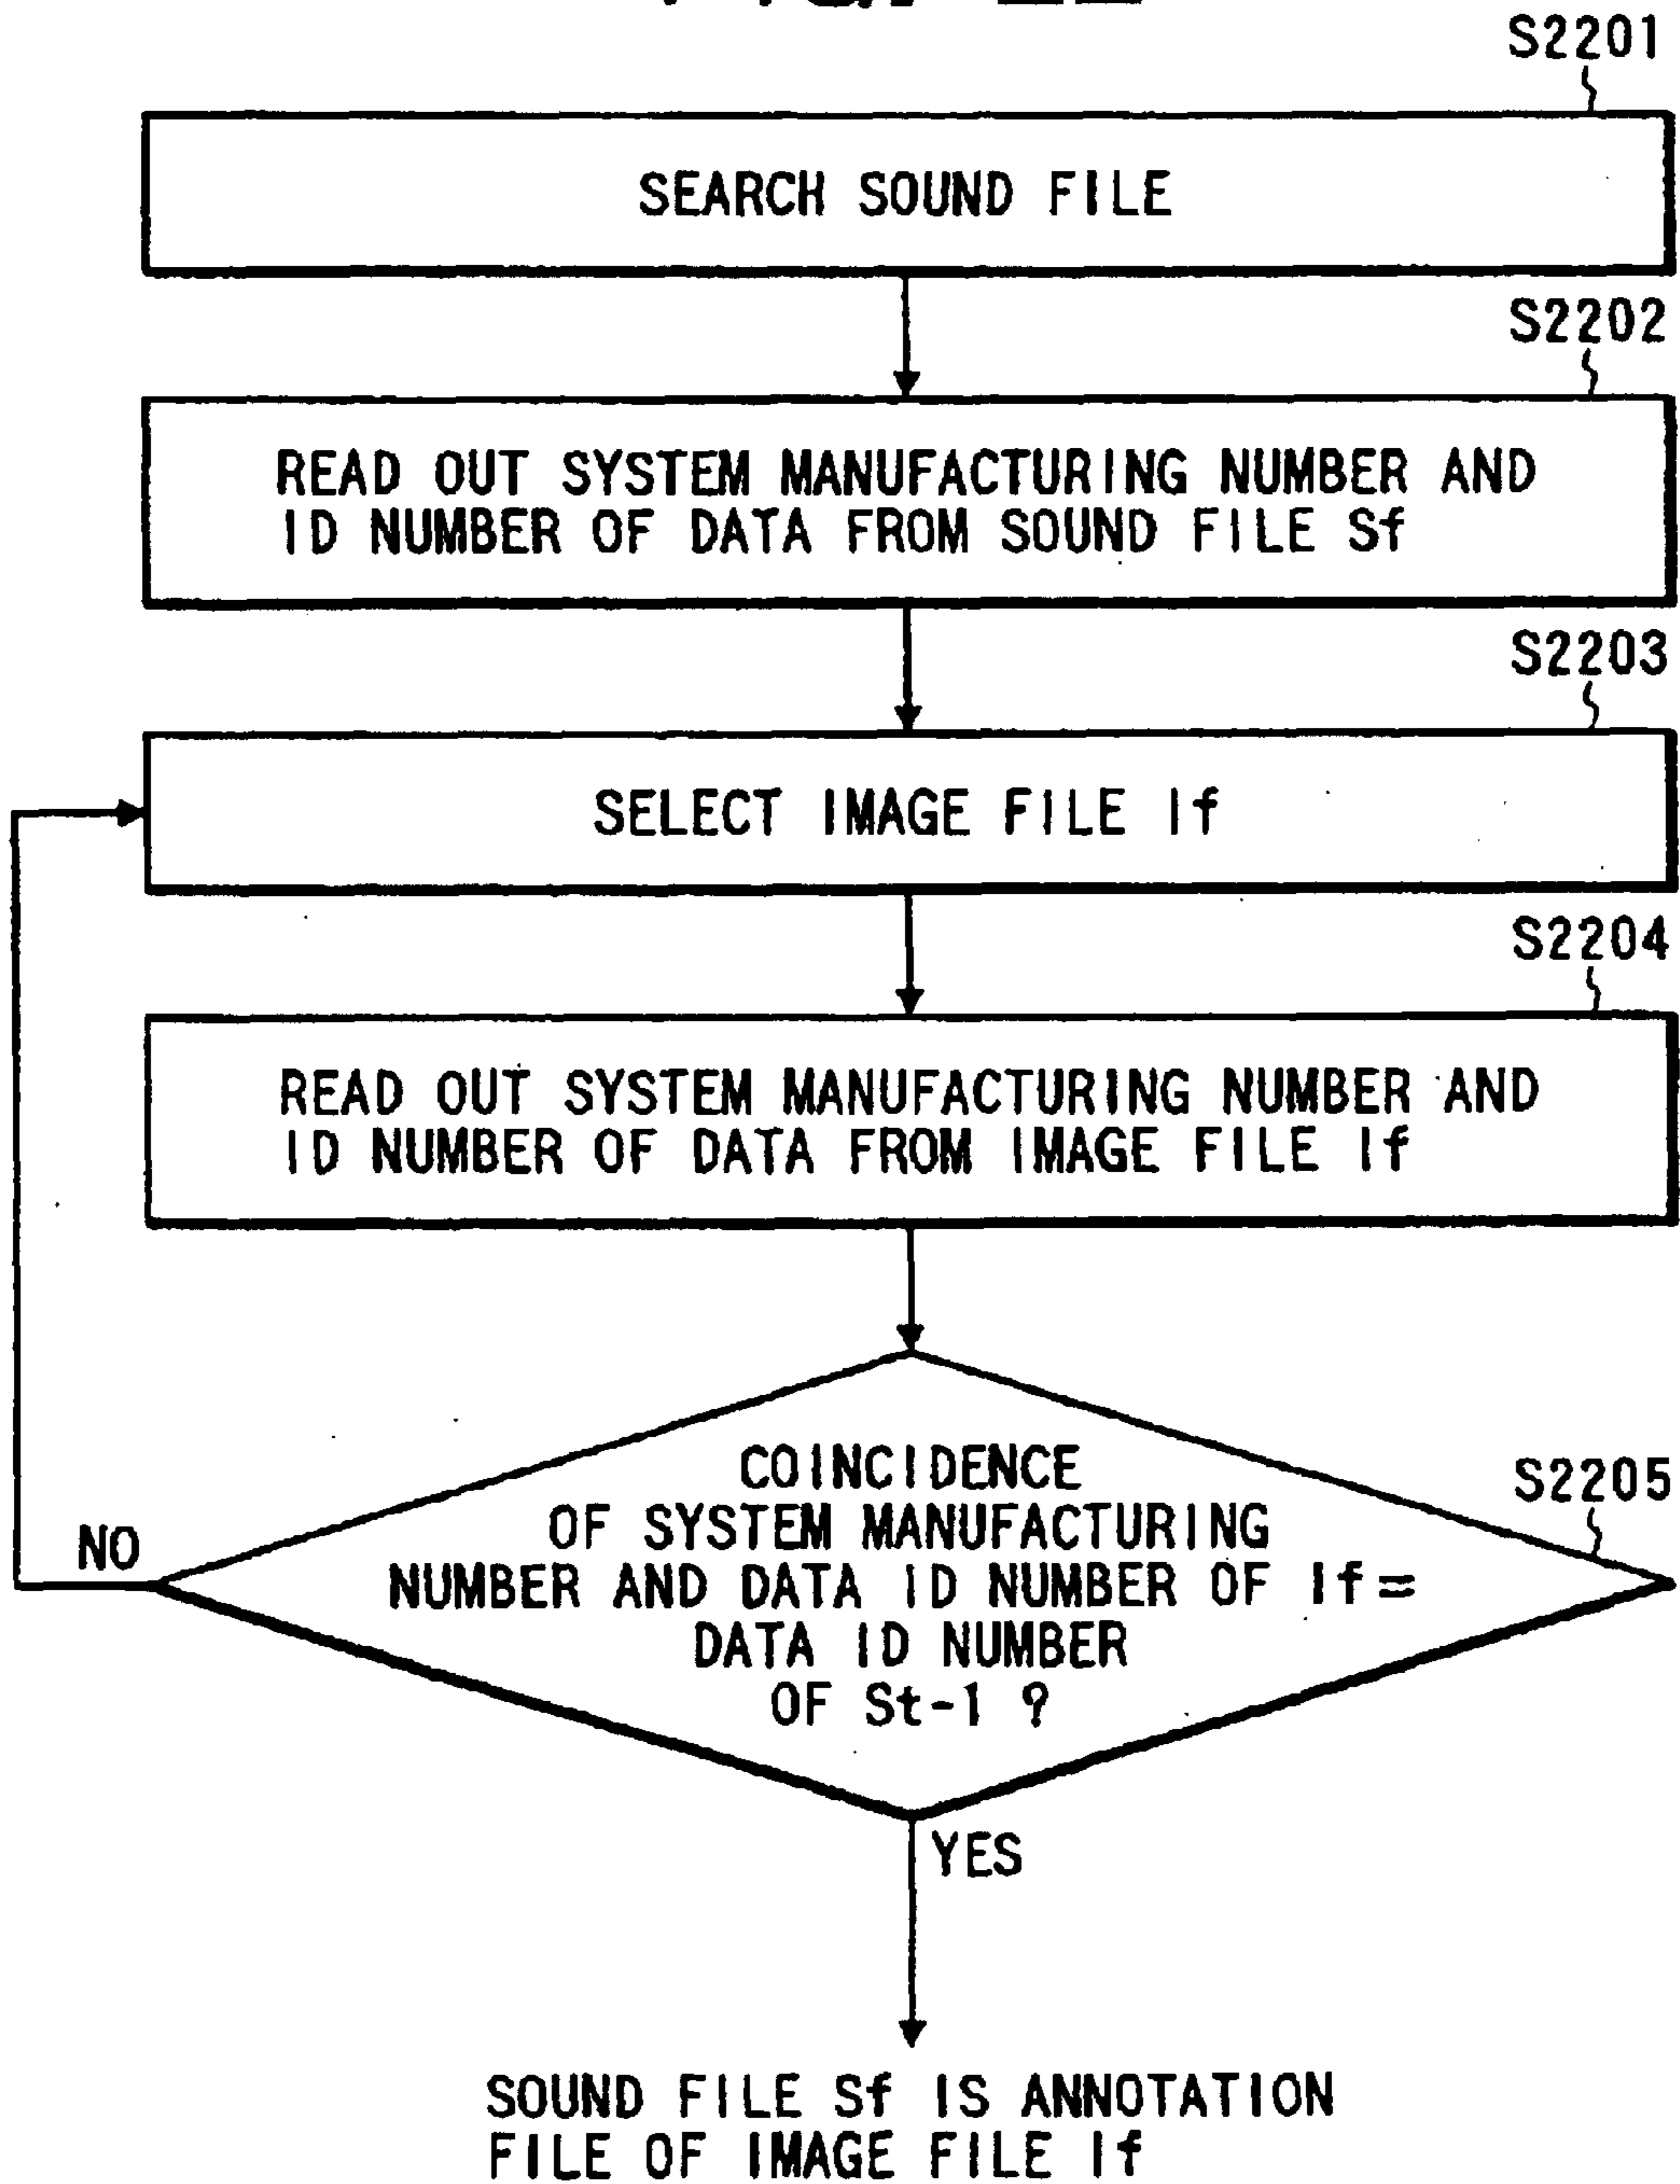 S2201
SEARCH SOUND FILE
S2202
READ OUT SYSTEM MANUFACTURING NUMBER AND
ID NUMBER OF DATA FROM SOUND FILE Sf
S2203
SELECT IMAGE FILE If
S2204
READ OUT SYSTEM MANUFACTURING NUMBER AND
ID NUMBER OF DATA FROM IMAGE FILE If
COINCIDENCE
S2205
OF SYSTEM MANUFACTURING
NO
NUMBER AND DATA ID NUMBER OF If=
DATA ID NUMBER
OF St-1 ?
YES
SOUND FILE Sf IS ANNOTATION
FILE OF IMAGE FILE If